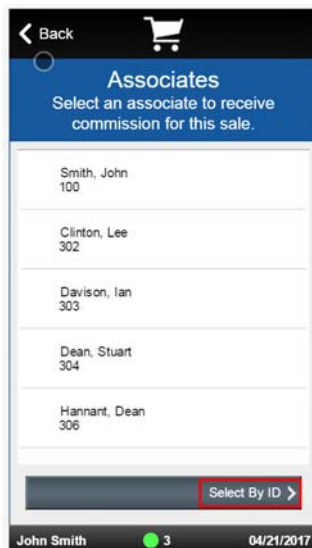 Back
Associates
Select an associate to receive
commission for this sale.
Smith, John
100
Clinton, Lee
302
Davison, Ian
303
Dean, Stuart
304
Hannant, Dean
306
Select By ID
John Smith 3 04/21/2017